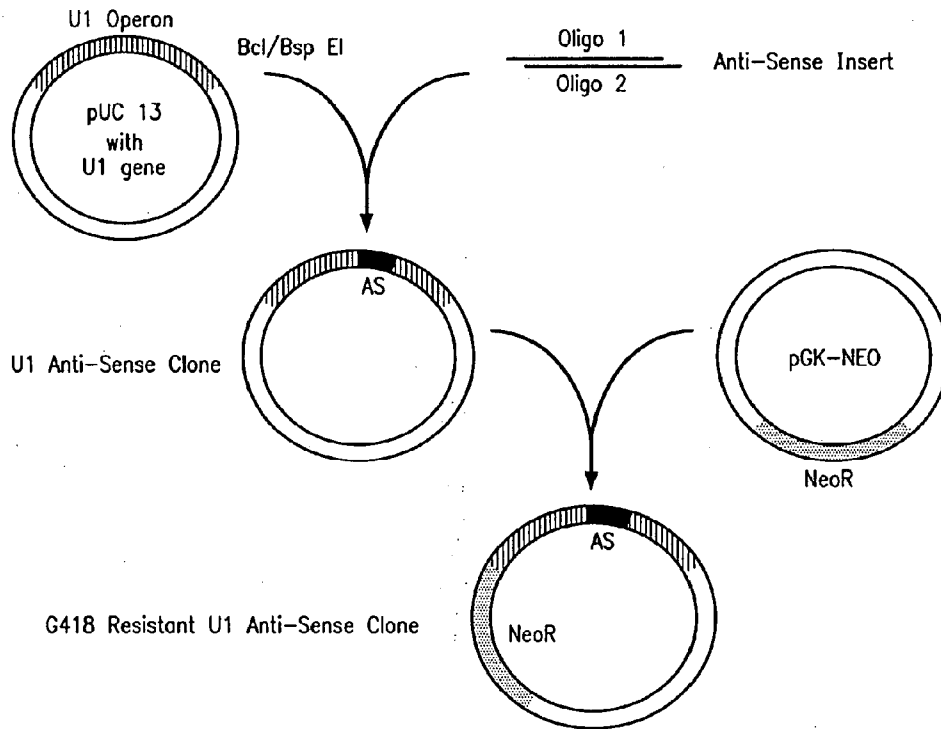 U1 Operon
Bcl/Bsp EI
Oligo 1
Oligo 2
Anti-Sense Insert
pUC 13
with
U1 gene
AS
U1 Anti-Sense Clone
pGK-NEO
NeoR
AS
G418 Resistant U1 Anti-Sense Clone
NeoR